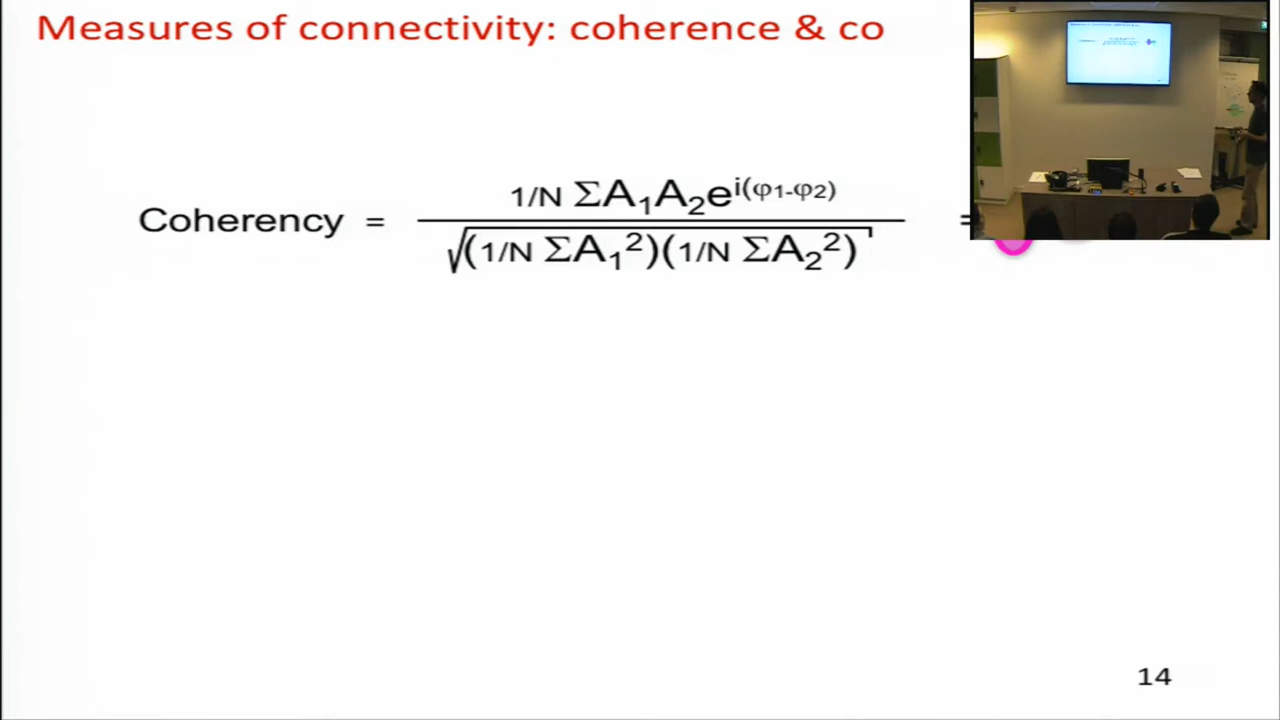 Measures of connectivity: coherence & co
Coherency = 1/N ΣA₁A₂e^i(φ1-φ2) / √(1/N ΣA₁²)(1/N ΣA₂²) =
14